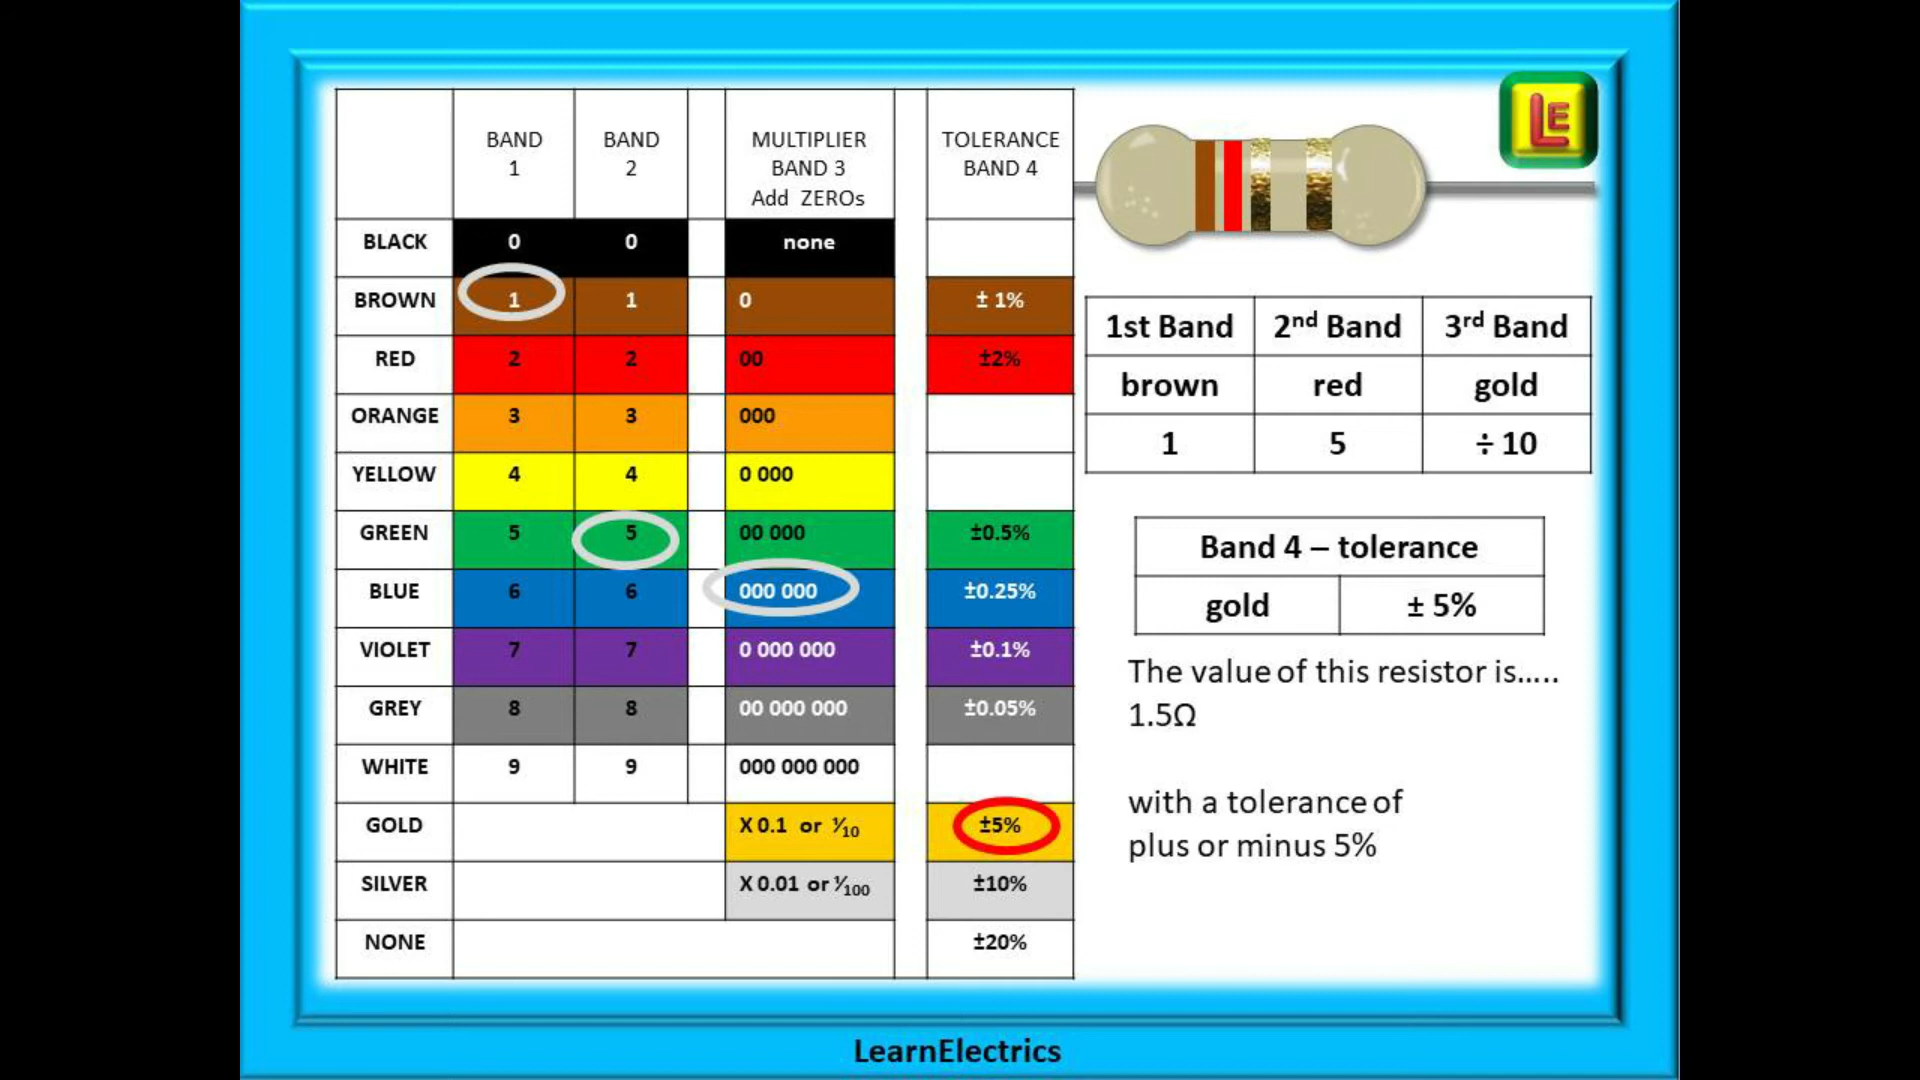 LE
BAND 1
BAND 2
MULTIPLIER BAND 3 Add ZEROs
TOLERANCE BAND 4
BLACK 0 0 none
BROWN 1 1 0 ± 1%
RED 2 2 00 ±2%
ORANGE 3 3 000
YELLOW 4 4 0 000
GREEN 5 5 00 000 ±0.5%
BLUE 6 6 000 000 ±0.25%
VIOLET 7 7 0 000 000 ±0.1%
GREY 8 8 00 000 000 ±0.05%
WHITE 9 9 000 000 000
GOLD X 0.1 or 1/10 ±5%
SILVER X 0.01 or 1/100 ±10%
NONE ±20%
1st Band 2nd Band 3rd Band
brown red gold
1 5 ÷ 10
Band 4 – tolerance
gold ± 5%
The value of this resistor is.....
1.5Ω
with a tolerance of
plus or minus 5%
LearnElectrics